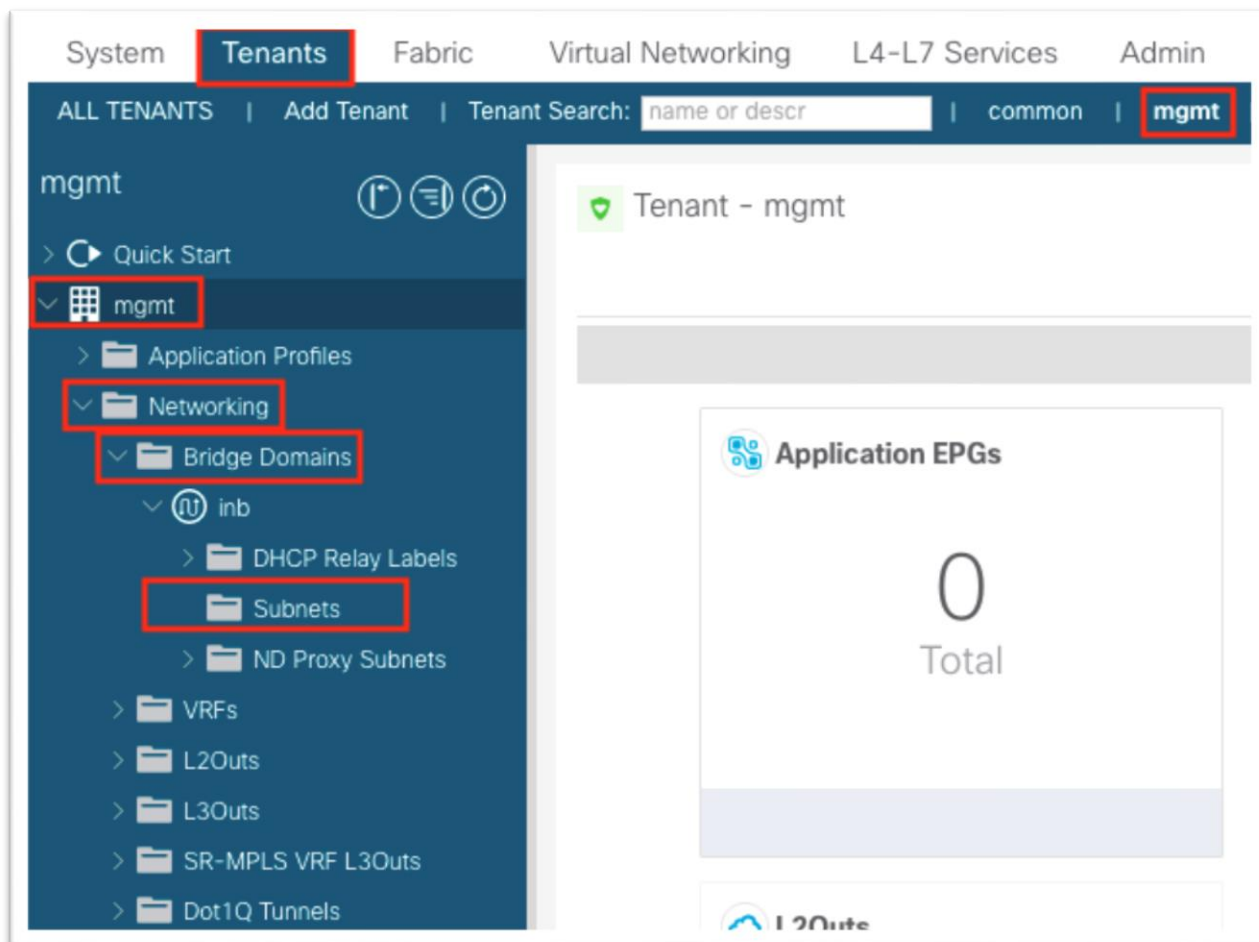 System Tenants Fabric Virtual Networking L4-L7 Services Admin
ALL TENANTS | Add Tenant | Tenant Search: name or descr | common | mgmt
mgmt
Tenant - mgmt
Quick Start
mgmt
Application Profiles
Networking
Bridge Domains
inb
DHCP Relay Labels
Subnets
ND Proxy Subnets
VRFs
L2Outs
L3Outs
SR-MPLS VRF L3Outs
Dot1Q Tunnels
Application EPGs
0
Total
L2Outs